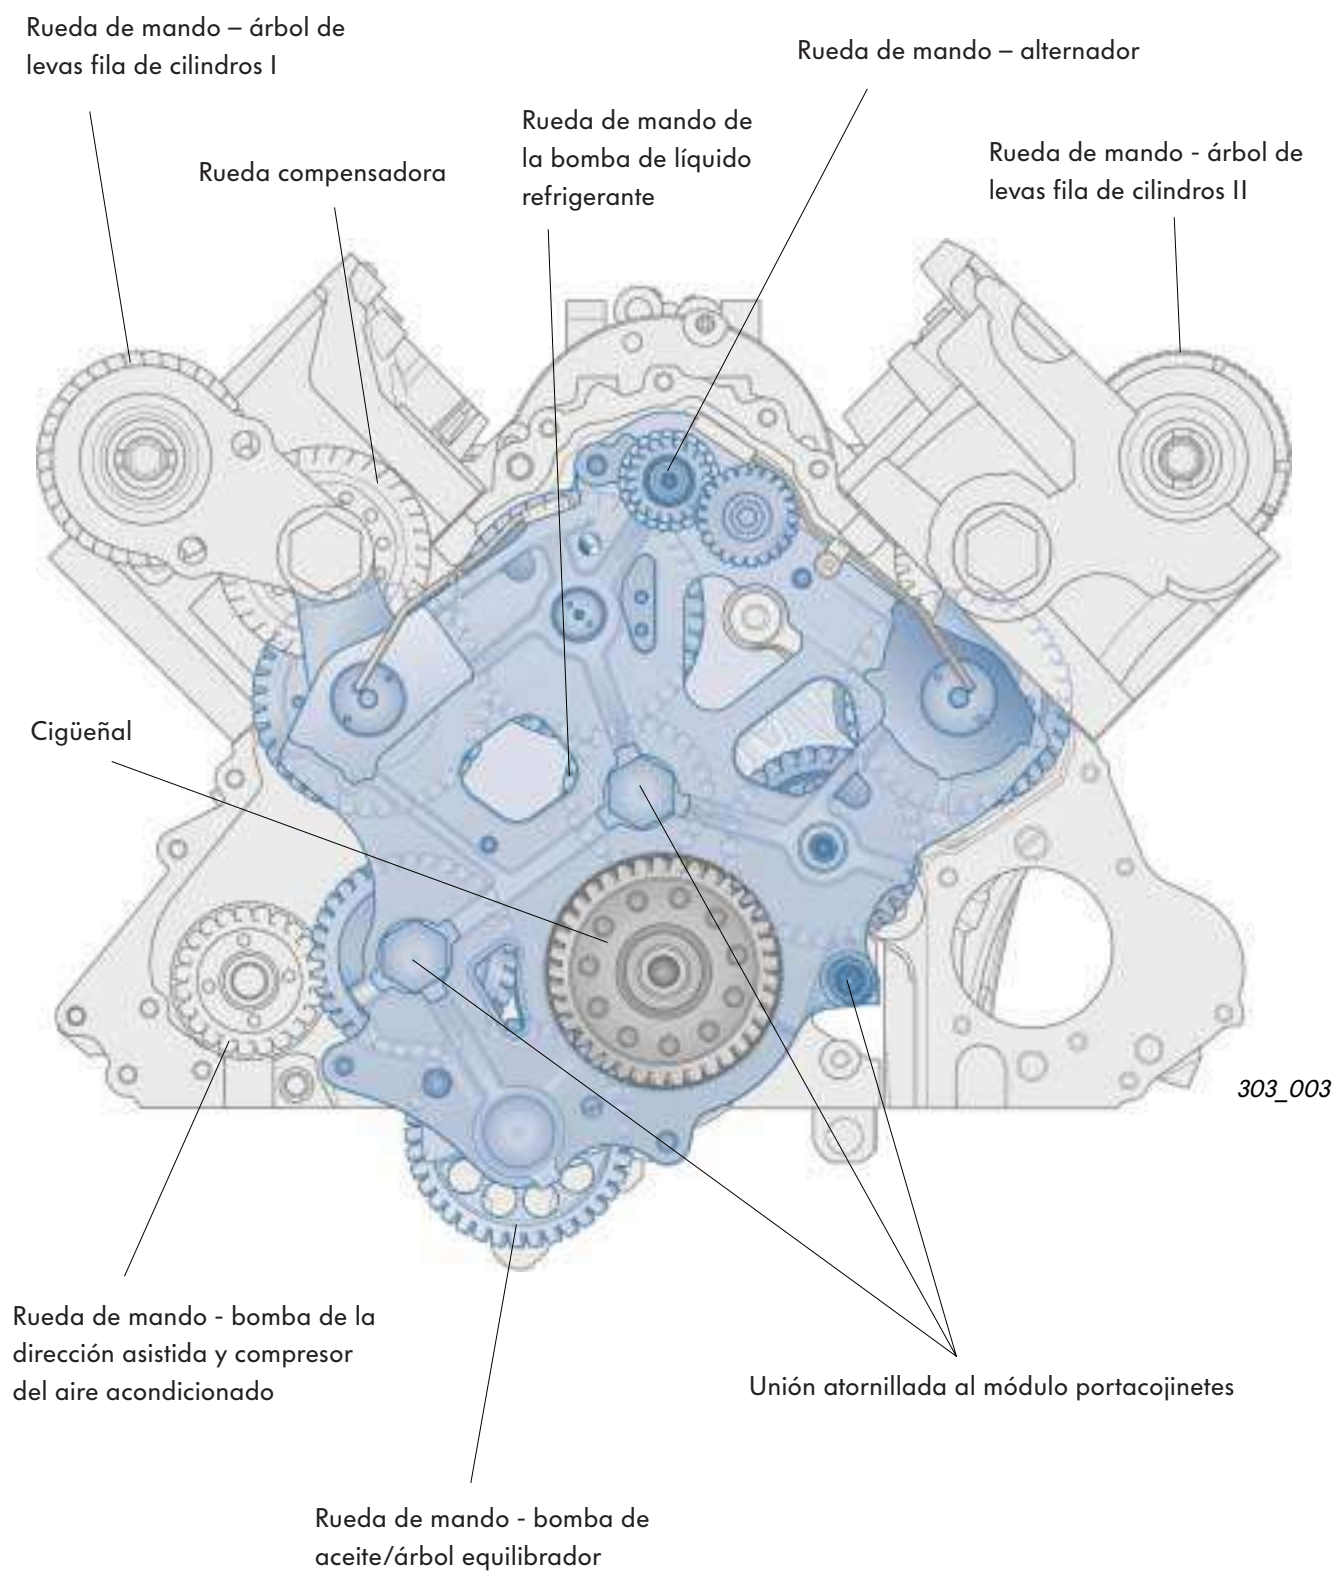 Rueda de mando – árbol de
levas fila de cilindros I
Rueda de mando – alternador
Rueda de mando de
la bomba de líquido
refrigerante
Rueda de mando - árbol de
levas fila de cilindros II
Rueda compensadora
Cigüeñal
303_003
Rueda de mando - bomba de la
dirección asistida y compresor
del aire acondicionado
Unión atornillada al módulo portacojinetes
Rueda de mando - bomba de
aceite/árbol equilibrador